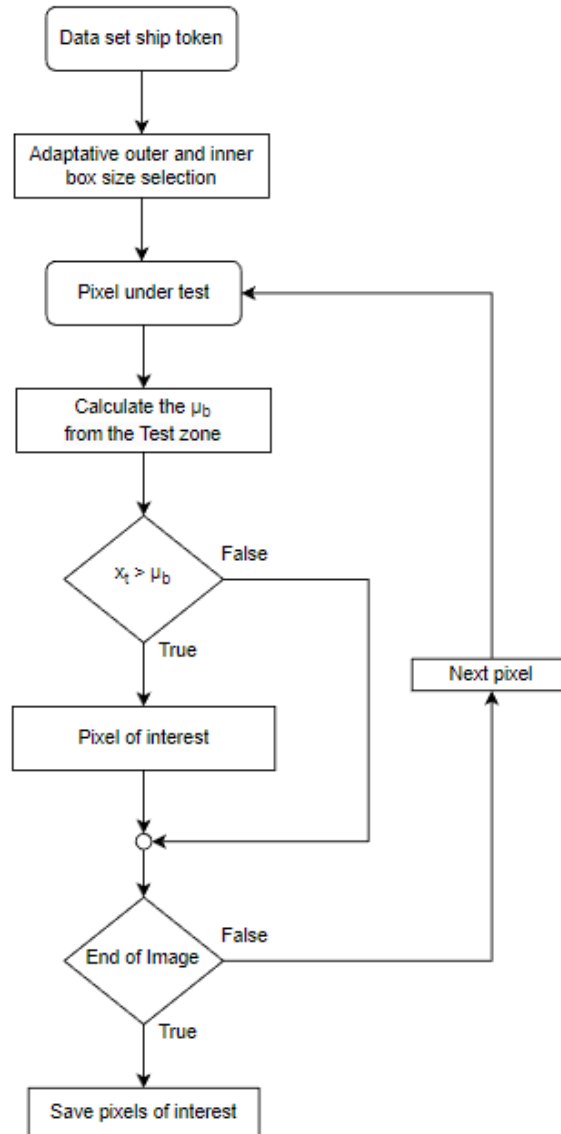 Data set ship token
Adaptative outer and inner
box size selection
Pixel under test
Calculate the μb
from the Test zone
xt > μb
False
True
Next pixel
Pixel of interest
End of Image
False
True
Save pixels of interest